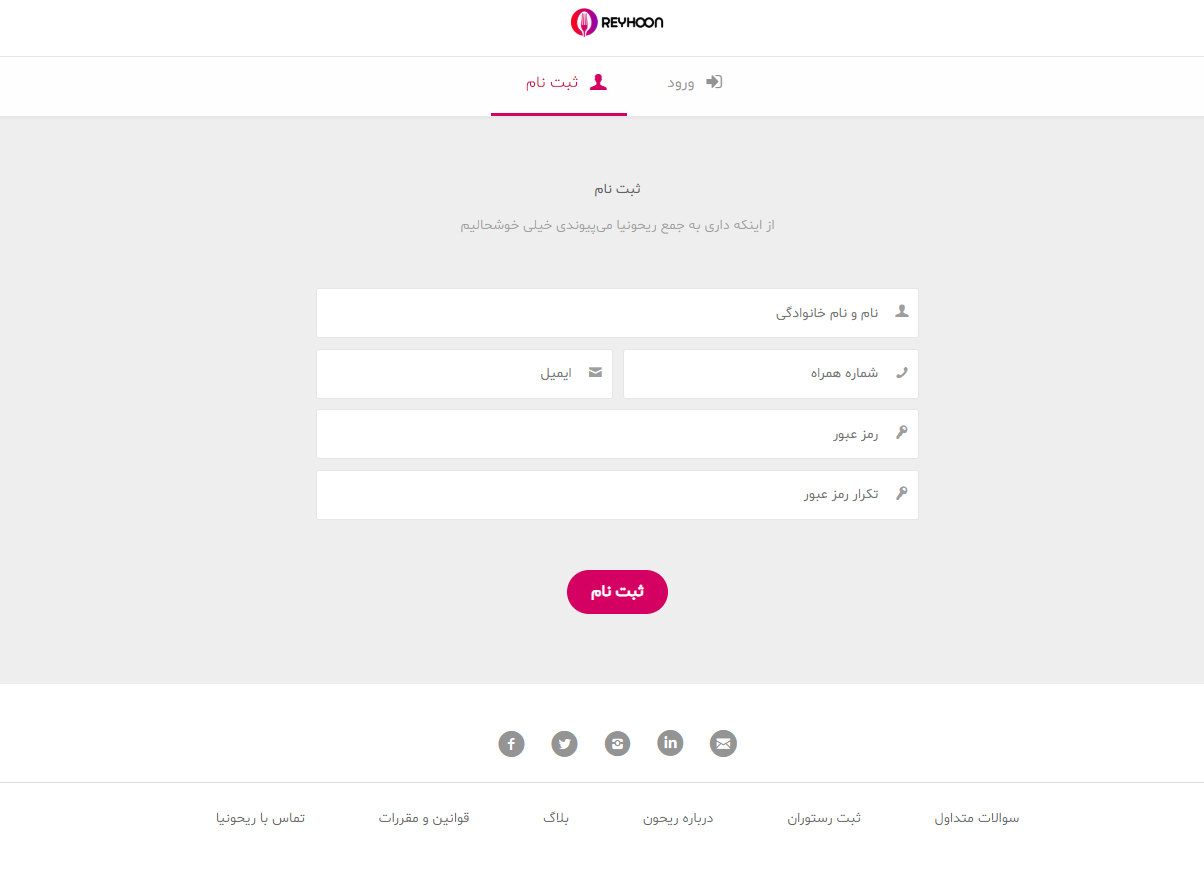 REYHOON
ورود
ثبت نام
ثبت نام
از اینکه داری به جمع ریحونیا می‌پیوندی خیلی خوشحالیم
نام و نام خانوادگی
شماره همراه
ایمیل
رمز عبور
تکرار رمز عبور
ثبت نام
سوالات متداول
ثبت رستوران
درباره ریحون
بلاگ
قوانین و مقررات
تماس با ریحونیا